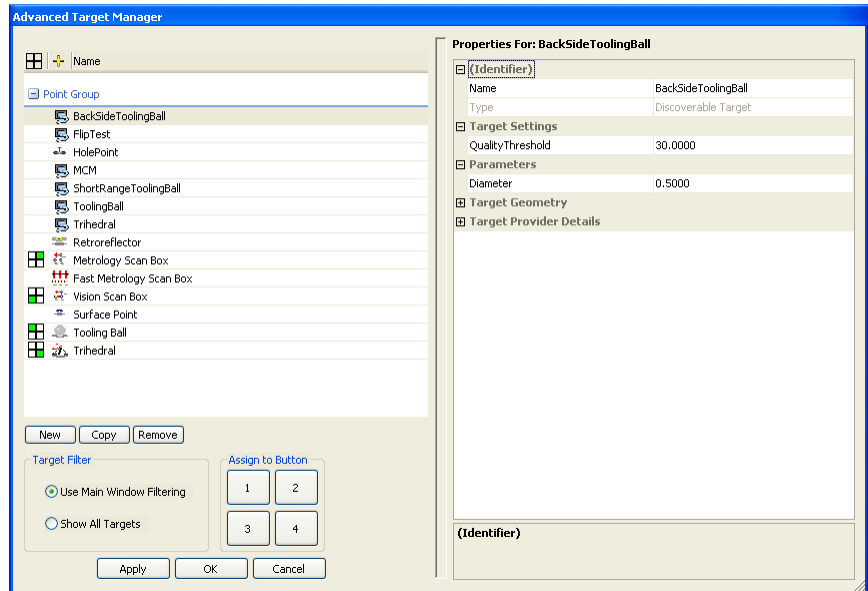 Advanced Target Manager
Name
Point Group
BackSideToolingBall
FlipTest
HolePoint
MCM
ShortRangeToolingBall
ToolingBall
Trihedral
Retroreflector
Metrology Scan Box
Fast Metrology Scan Box
Vision Scan Box
Surface Point
Tooling Ball
Trihedral
New Copy Remove
Target Filter
Use Main Window Filtering
Show All Targets
Assign to Button
1 2
3 4
Apply OK Cancel
Properties For: BackSideToolingBall
(Identifier)
Name BackSideToolingBall
Type Discoverable Target
Target Settings
QualityThreshold 30.0000
Parameters
Diameter 0.5000
Target Geometry
Target Provider Details
(Identifier)